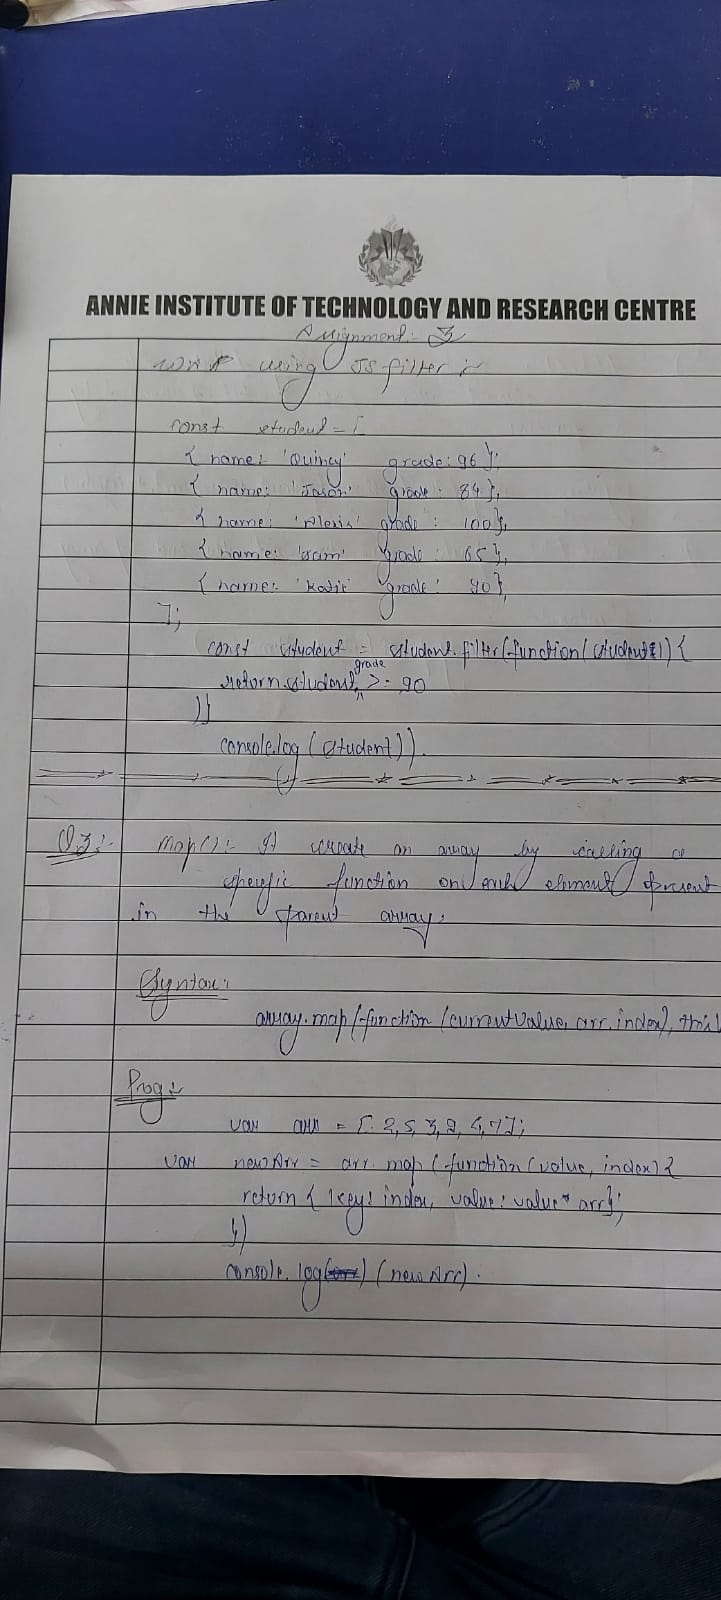 ANNIE INSTITUTE OF TECHNOLOGY AND RESEARCH CENTRE
Assignment: 3
WAP using JS filter :-
const student = [
{ name: 'Quincy' grade: 96 },
{ name: 'Jason' grade: 84 },
{ name: 'Alexis' grade : 100 },
{ name: 'Sam' grade : 65 },
{ name: 'Katie' grade : 90 },
];
const student = student.filter(function(student) {
grade
return student >= 90
})
console.log (student)).
Q3:- Map():- It create an array by calling a
specific function on each element present
in the parent array.
Syntax:
array.map(function (currentValue, arr. index), this
Prog:-
var arr = [ 2, 5, 3, 2, 4, 7];
var newArr = arr. map (function (value, index) {
return { key: index, value: value* arr};
})
console. log (newArr) .